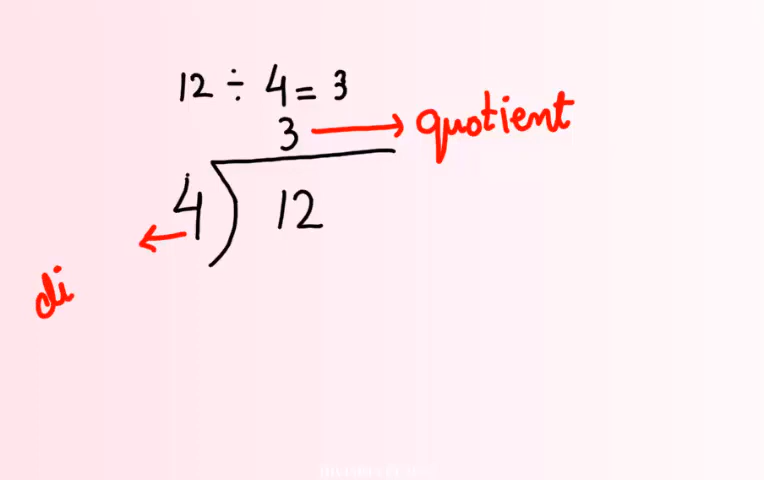 12 ÷ 4 = 3
3 → quotient
4 ) 12
di